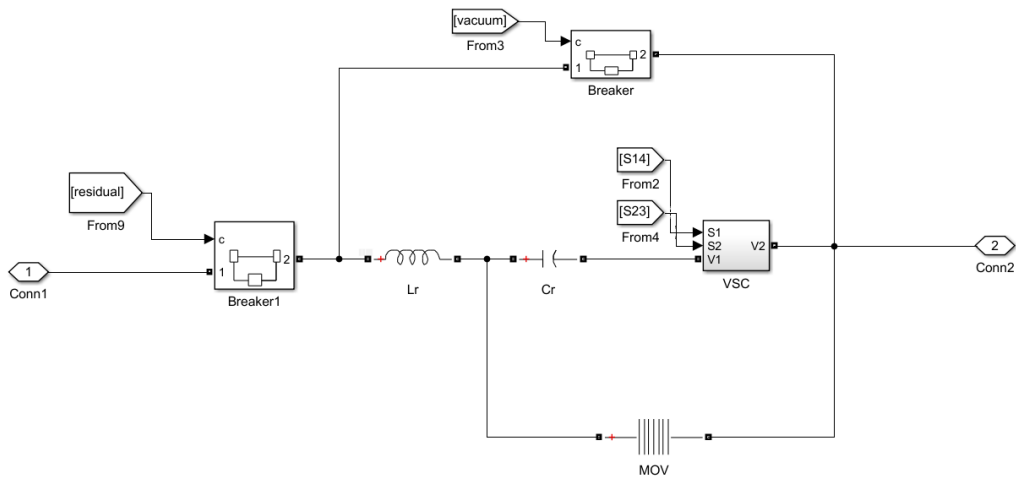 [vacuum]
From3
c
1
2
Breaker
[S14]
From2
[residual]
From9
[S23]
From4
c
1
2
Breaker1
S1
S2
V1
V2
VSC
1
Conn1
2
Conn2
Lr
Cr
MOV